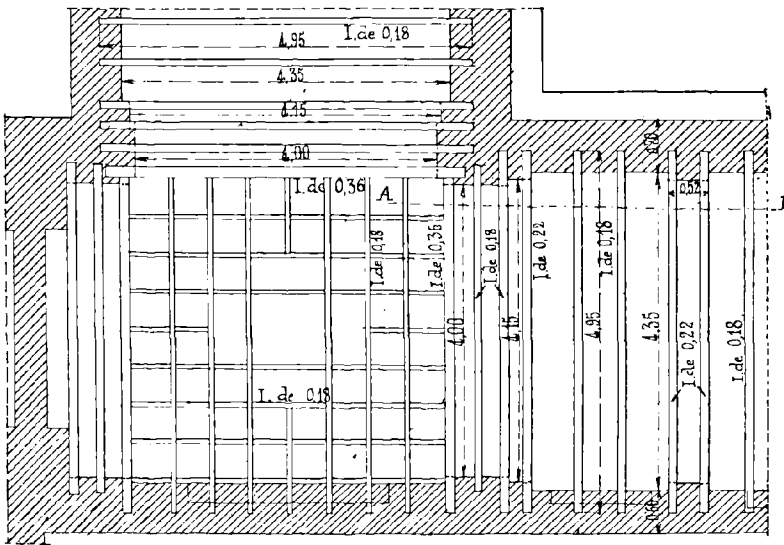 I. de 0,18
4.95
4.35
4.15
4.00
I. de 0,36
A
I. de 0,18
I. de 0,36
I. de 0,18
I. de 0,22
I. de 0,18
0,52
4.00
4.15
4.95
4.35
I. de 0,22
I. de 0,18
I. de 0,18